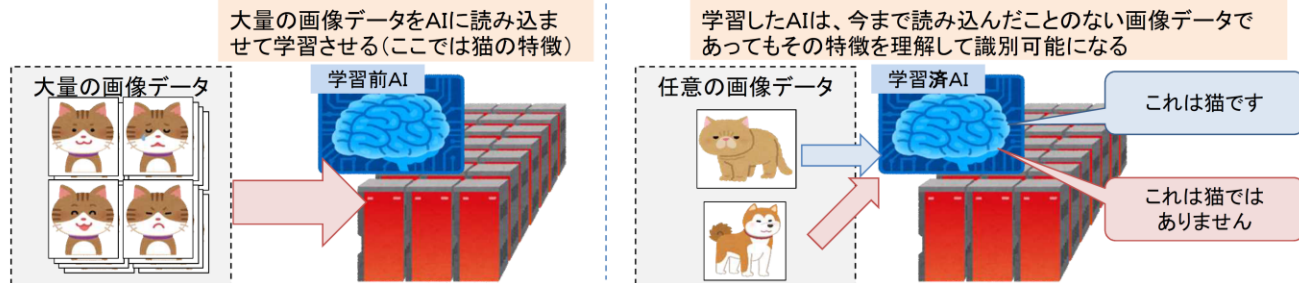 大量の画像データをAIに読み込ま
せて学習させる(ここでは猫の特徴)
大量の画像データ
学習前AI
学習したAIは、今まで読み込んだことのない画像データで
あってもその特徴を理解して識別可能になる
任意の画像データ
学習済AI
これは猫です
これは猫では
ありません